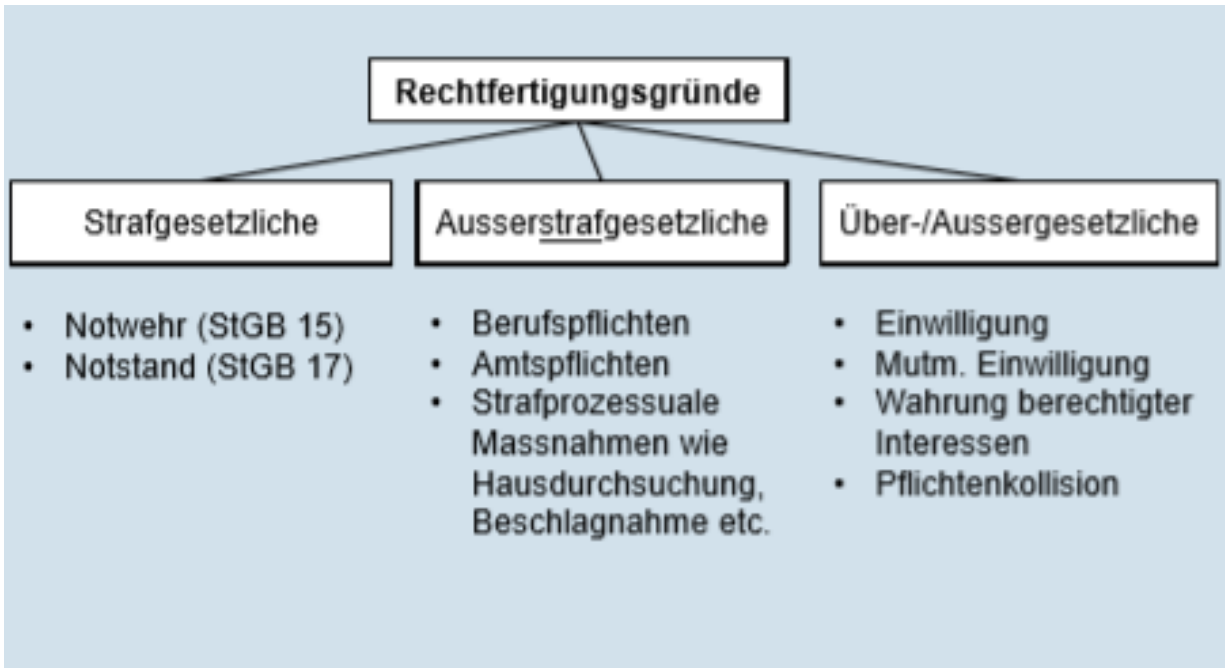 Rechtfertigungsgründe
Strafgesetzliche
• Notwehr (StGB 15)
• Notstand (StGB 17)
Ausserstrafgesetzliche
• Berufspflichten
• Amtspflichten
• Strafprozessuale
Massnahmen wie
Hausdurchsuchung,
Beschlagnahme etc.
Über-/Aussergesetzliche
• Einwilligung
• Mutm. Einwilligung
• Wahrung berechtigter
Interessen
• Pflichtenkollision